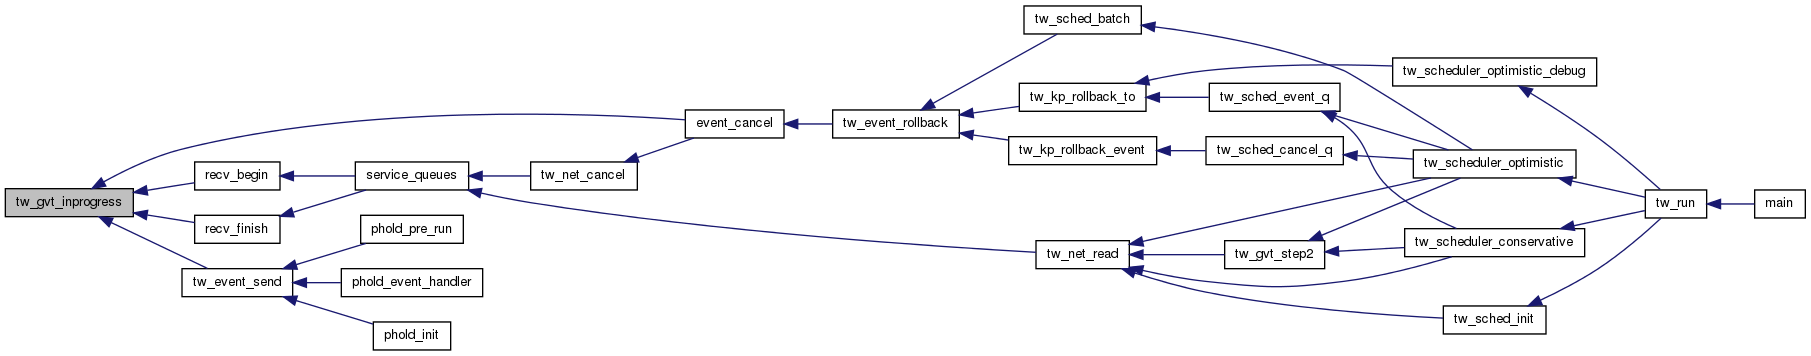 tw_sched_batch
tw_scheduler_optimistic_debug
tw_kp_rollback_to
tw_sched_event_q
event_cancel
tw_event_rollback
tw_kp_rollback_event
tw_sched_cancel_q
tw_scheduler_optimistic
recv_begin
service_queues
tw_net_cancel
tw_gvt_inprogress
tw_run
main
recv_finish
phold_pre_run
tw_scheduler_conservative
tw_net_read
tw_gvt_step2
tw_event_send
phold_event_handler
tw_sched_init
phold_init